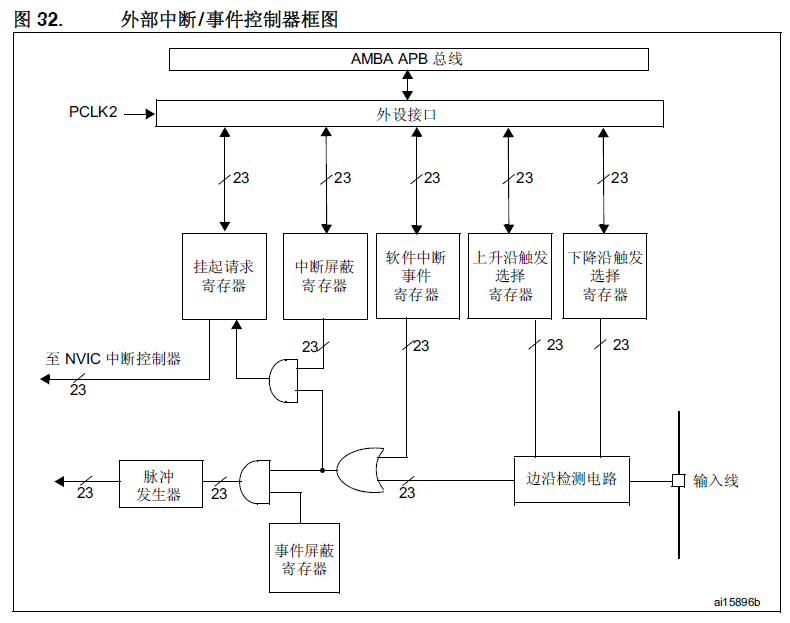 图 32. 外部中断/事件控制器框图
AMBA APB 总线
PCLK2
外设接口
23 23 23 23 23
挂起请求
寄存器
中断屏蔽
寄存器
软件中断
事件
寄存器
上升沿触发
选择
寄存器
下降沿触发
选择
寄存器
23 23 23 23
至 NVIC 中断控制器
23
脉冲
发生器
边沿检测电路
输入线
23 23 23
事件屏蔽
寄存器
ai15896b